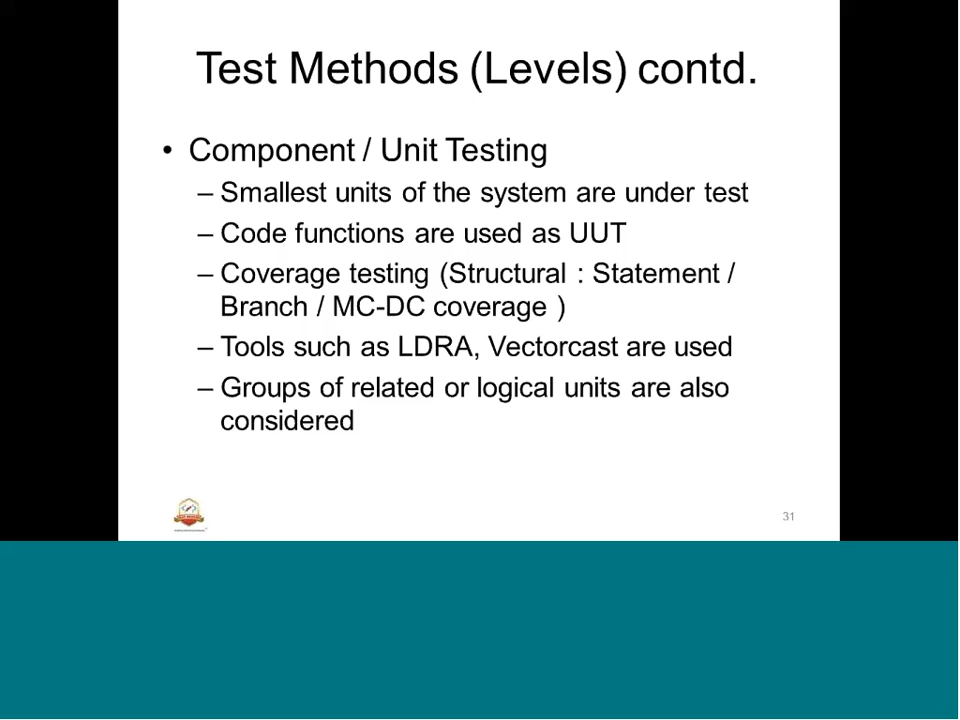 Test Methods (Levels) contd.
• Component / Unit Testing
– Smallest units of the system are under test
– Code functions are used as UUT
– Coverage testing (Structural : Statement /
Branch / MC-DC coverage )
– Tools such as LDRA, Vectorcast are used
– Groups of related or logical units are also
considered
31